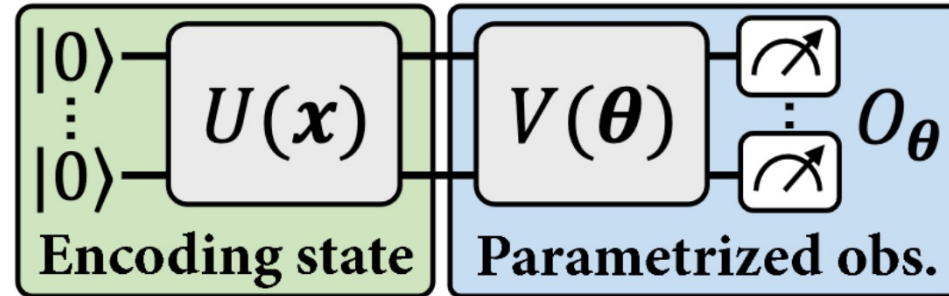 |0⟩ U(x) V(θ)
⋮ ⋮ O_θ
|0⟩
Encoding state Parametrized obs.